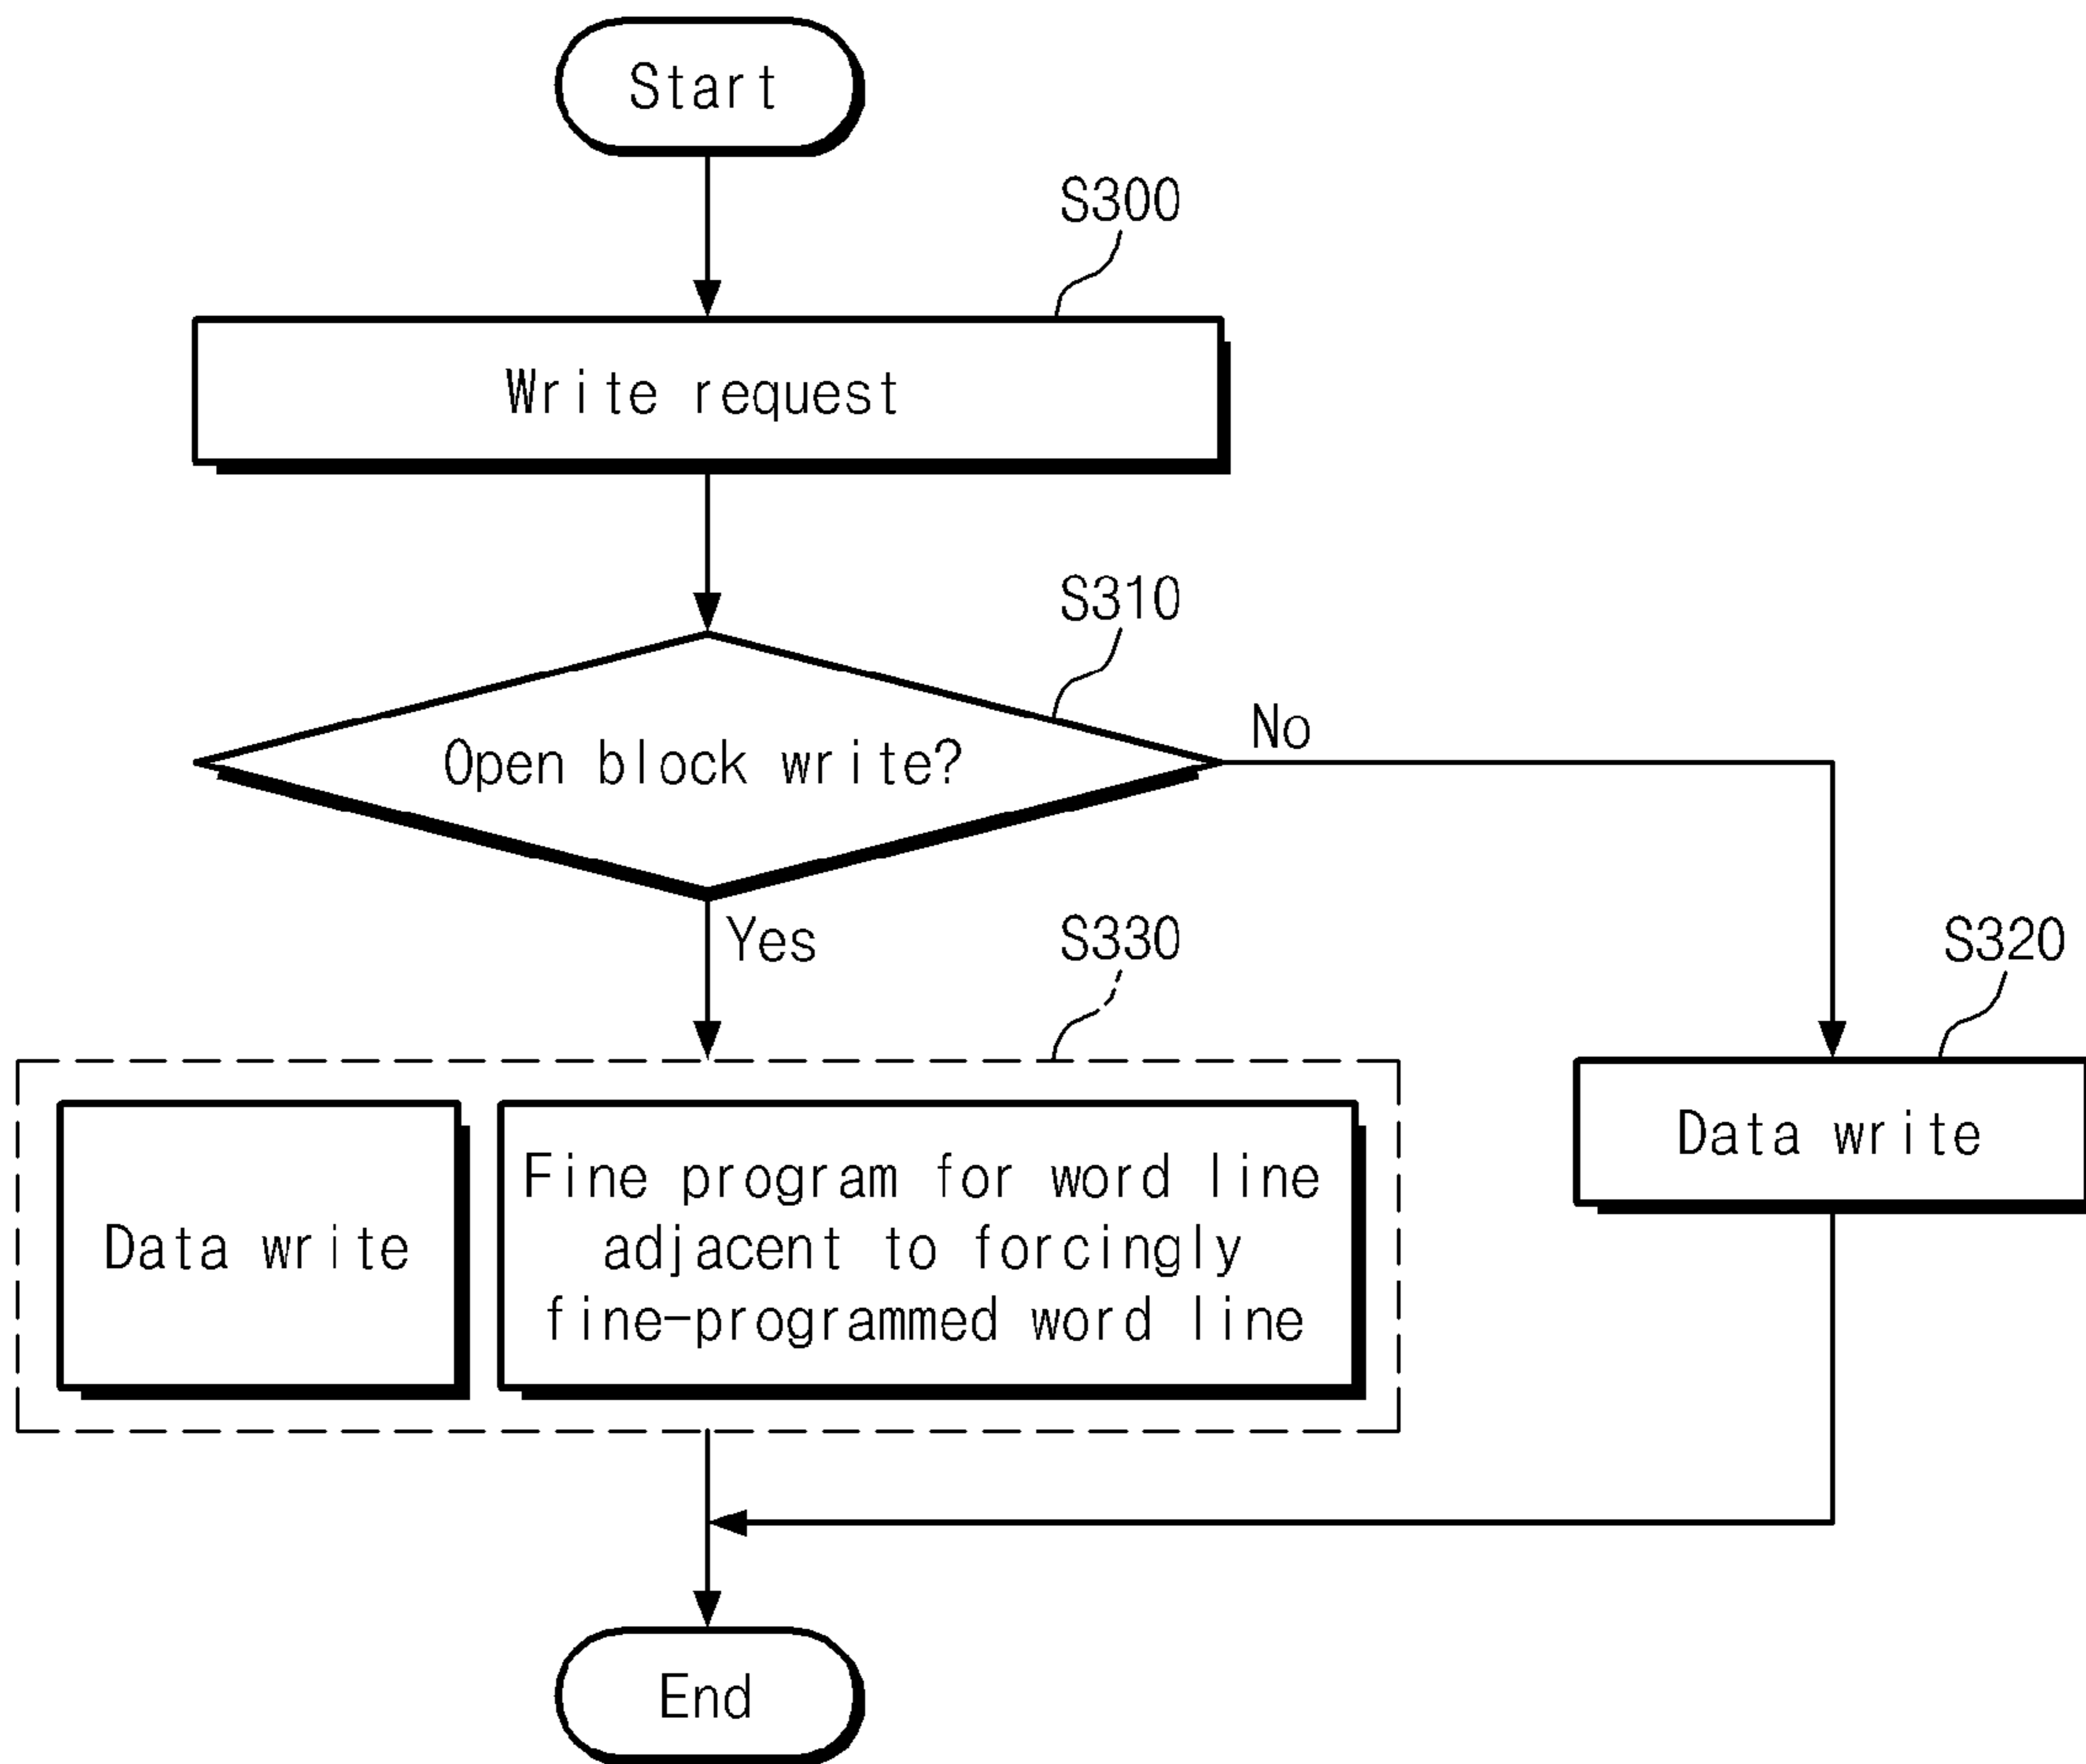 Start
S300
Write request
S310
Open block write?
No
Yes
S330
S320
Data write
Fine program for word line
adjacent to forcingly
fine-programmed word line
Data write
End